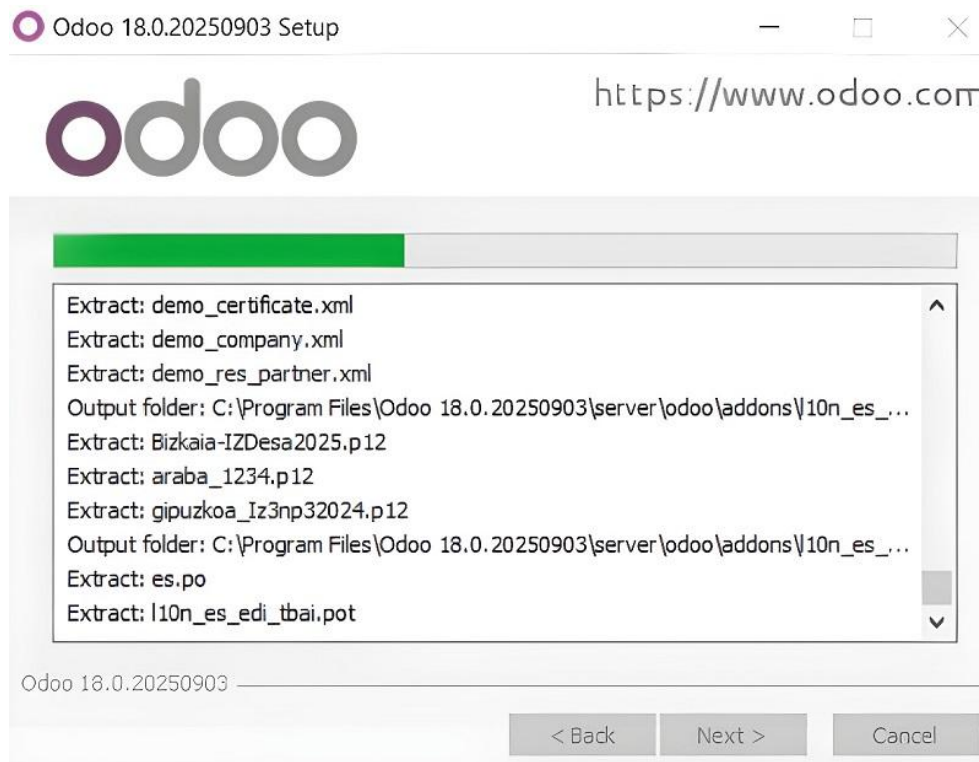 Odoo 18.0.20250903 Setup
odoo
https://www.odoo.com
Extract: demo_certificate.xml
Extract: demo_company.xml
Extract: demo_res_partner.xml
Output folder: C:\Program Files\Odoo 18.0.20250903\server\odoo\addons\l10n_es_...
Extract: Bizkaia-IZDesa2025.p12
Extract: araba_1234.p12
Extract: gipuzkoa_Iz3np32024.p12
Output folder: C:\Program Files\Odoo 18.0.20250903\server\odoo\addons\l10n_es_...
Extract: es.po
Extract: l10n_es_edi_tbai.pot
Odoo 18.0.20250903
< Back
Next >
Cancel